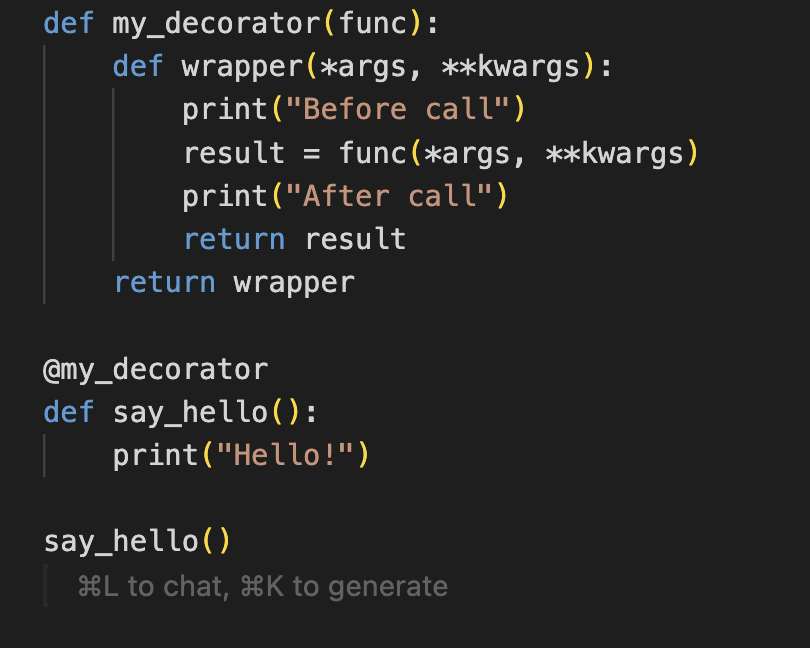 def my_decorator(func):
    def wrapper(*args, **kwargs):
        print("Before call")
        result = func(*args, **kwargs)
        print("After call")
        return result
    return wrapper

@my_decorator
def say_hello():
    print("Hello!")

say_hello()
⌘L to chat, ⌘K to generate